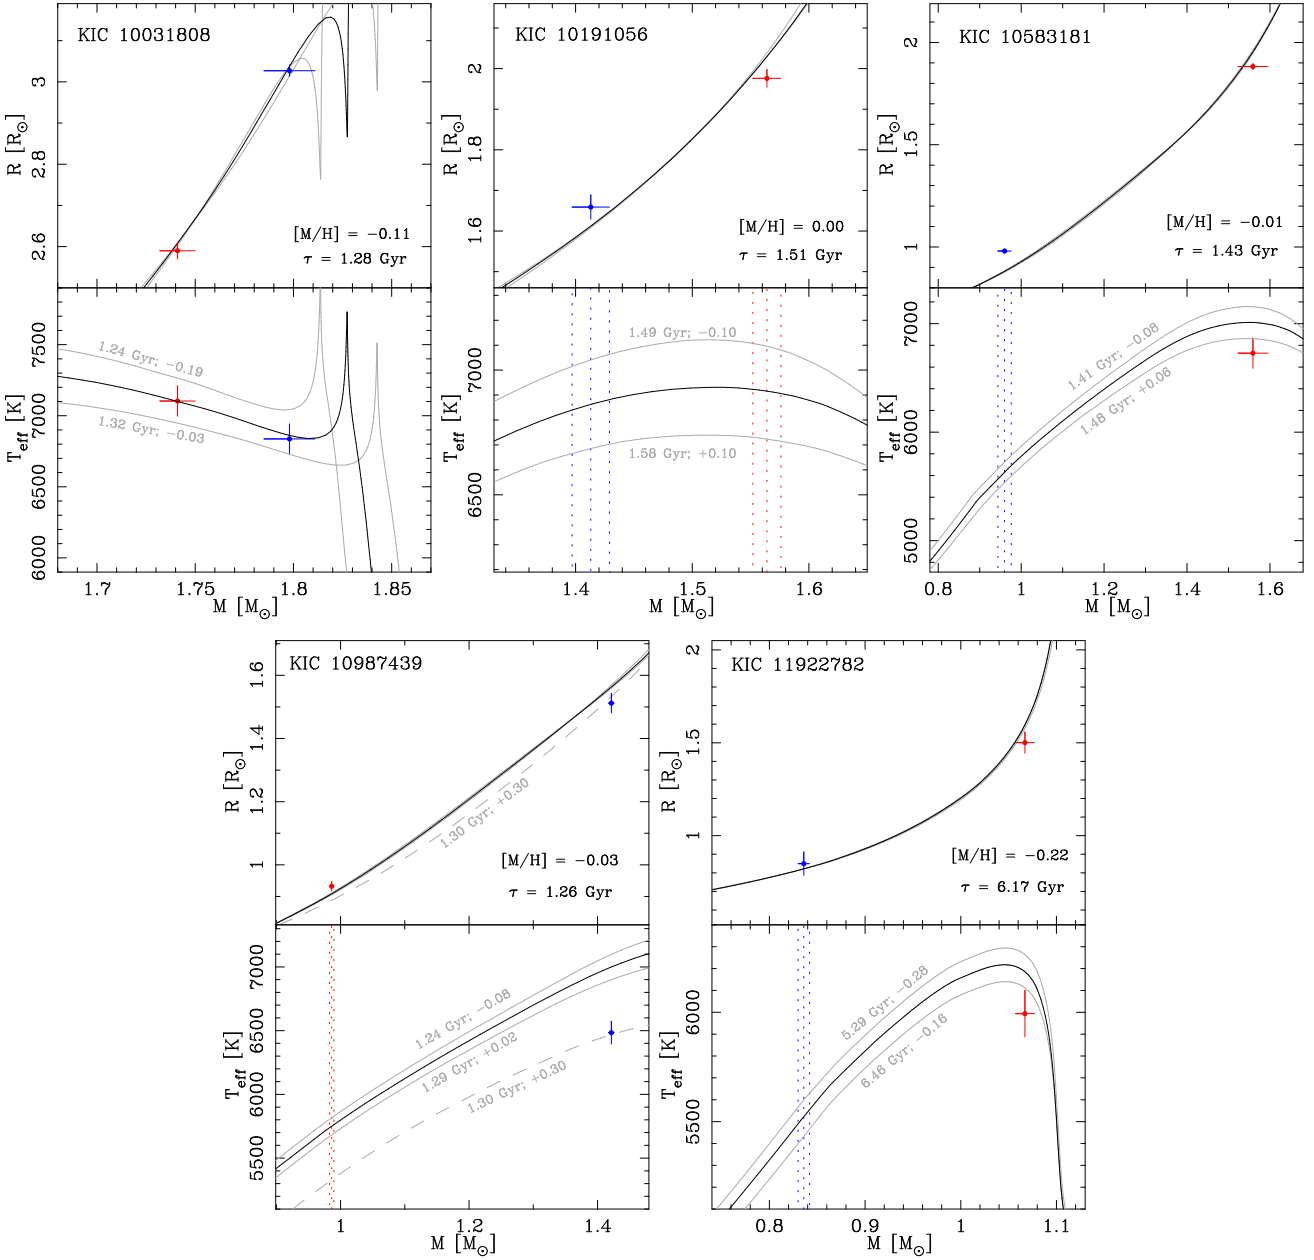 KIC 10031808
R [R⊙]
3
2.8
2.6
[M/H] = −0.11
τ = 1.28 Gyr
Teff [K]
7500
7000
6500
6000
1.24 Gyr; −0.19
1.32 Gyr; −0.03
1.7
1.75
1.8
1.85
M [M⊙]
KIC 10191056
R [R⊙]
2
1.8
1.6
[M/H] = 0.00
τ = 1.51 Gyr
Teff [K]
7000
6500
1.49 Gyr; −0.10
1.58 Gyr; +0.10
1.4
1.5
1.6
M [M⊙]
KIC 10583181
R [R⊙]
2
1.5
1
[M/H] = −0.01
τ = 1.43 Gyr
Teff [K]
7000
6000
5000
1.41 Gyr; −0.08
1.48 Gyr; +0.06
0.8
1
1.2
1.4
1.6
M [M⊙]
KIC 10987439
R [R⊙]
1.6
1.4
1.2
1
1.30 Gyr; +0.30
[M/H] = −0.03
τ = 1.26 Gyr
Teff [K]
7000
6500
6000
5500
1.24 Gyr; −0.08
1.29 Gyr; +0.02
1.30 Gyr; +0.30
1
1.2
1.4
M [M⊙]
KIC 11922782
R [R⊙]
2
1.5
1
[M/H] = −0.22
τ = 6.17 Gyr
Teff [K]
6000
5500
5.29 Gyr; −0.28
6.46 Gyr; −0.16
0.8
0.9
1
1.1
M [M⊙]